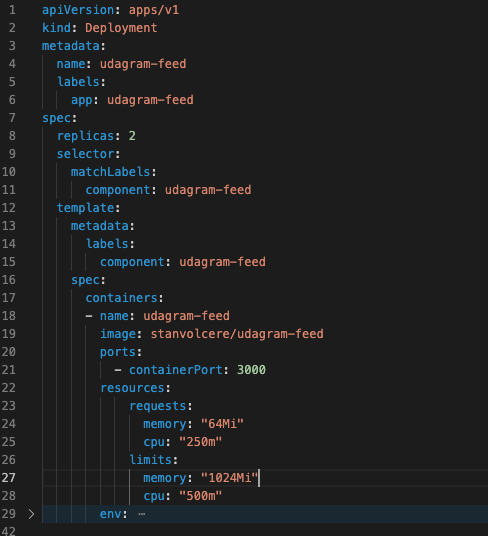 1 apiVersion: apps/v1
2 kind: Deployment
3 metadata:
4   name: udagram-feed
5   labels:
6     app: udagram-feed
7 spec:
8   replicas: 2
9   selector:
10     matchLabels:
11       component: udagram-feed
12   template:
13     metadata:
14       labels:
15         component: udagram-feed
16     spec:
17       containers:
18       - name: udagram-feed
19         image: stanvolcere/udagram-feed
20         ports:
21           - containerPort: 3000
22         resources:
23             requests:
24               memory: "64Mi"
25               cpu: "250m"
26             limits:
27               memory: "1024Mi"
28               cpu: "500m"
29 >       env: ⋯
42